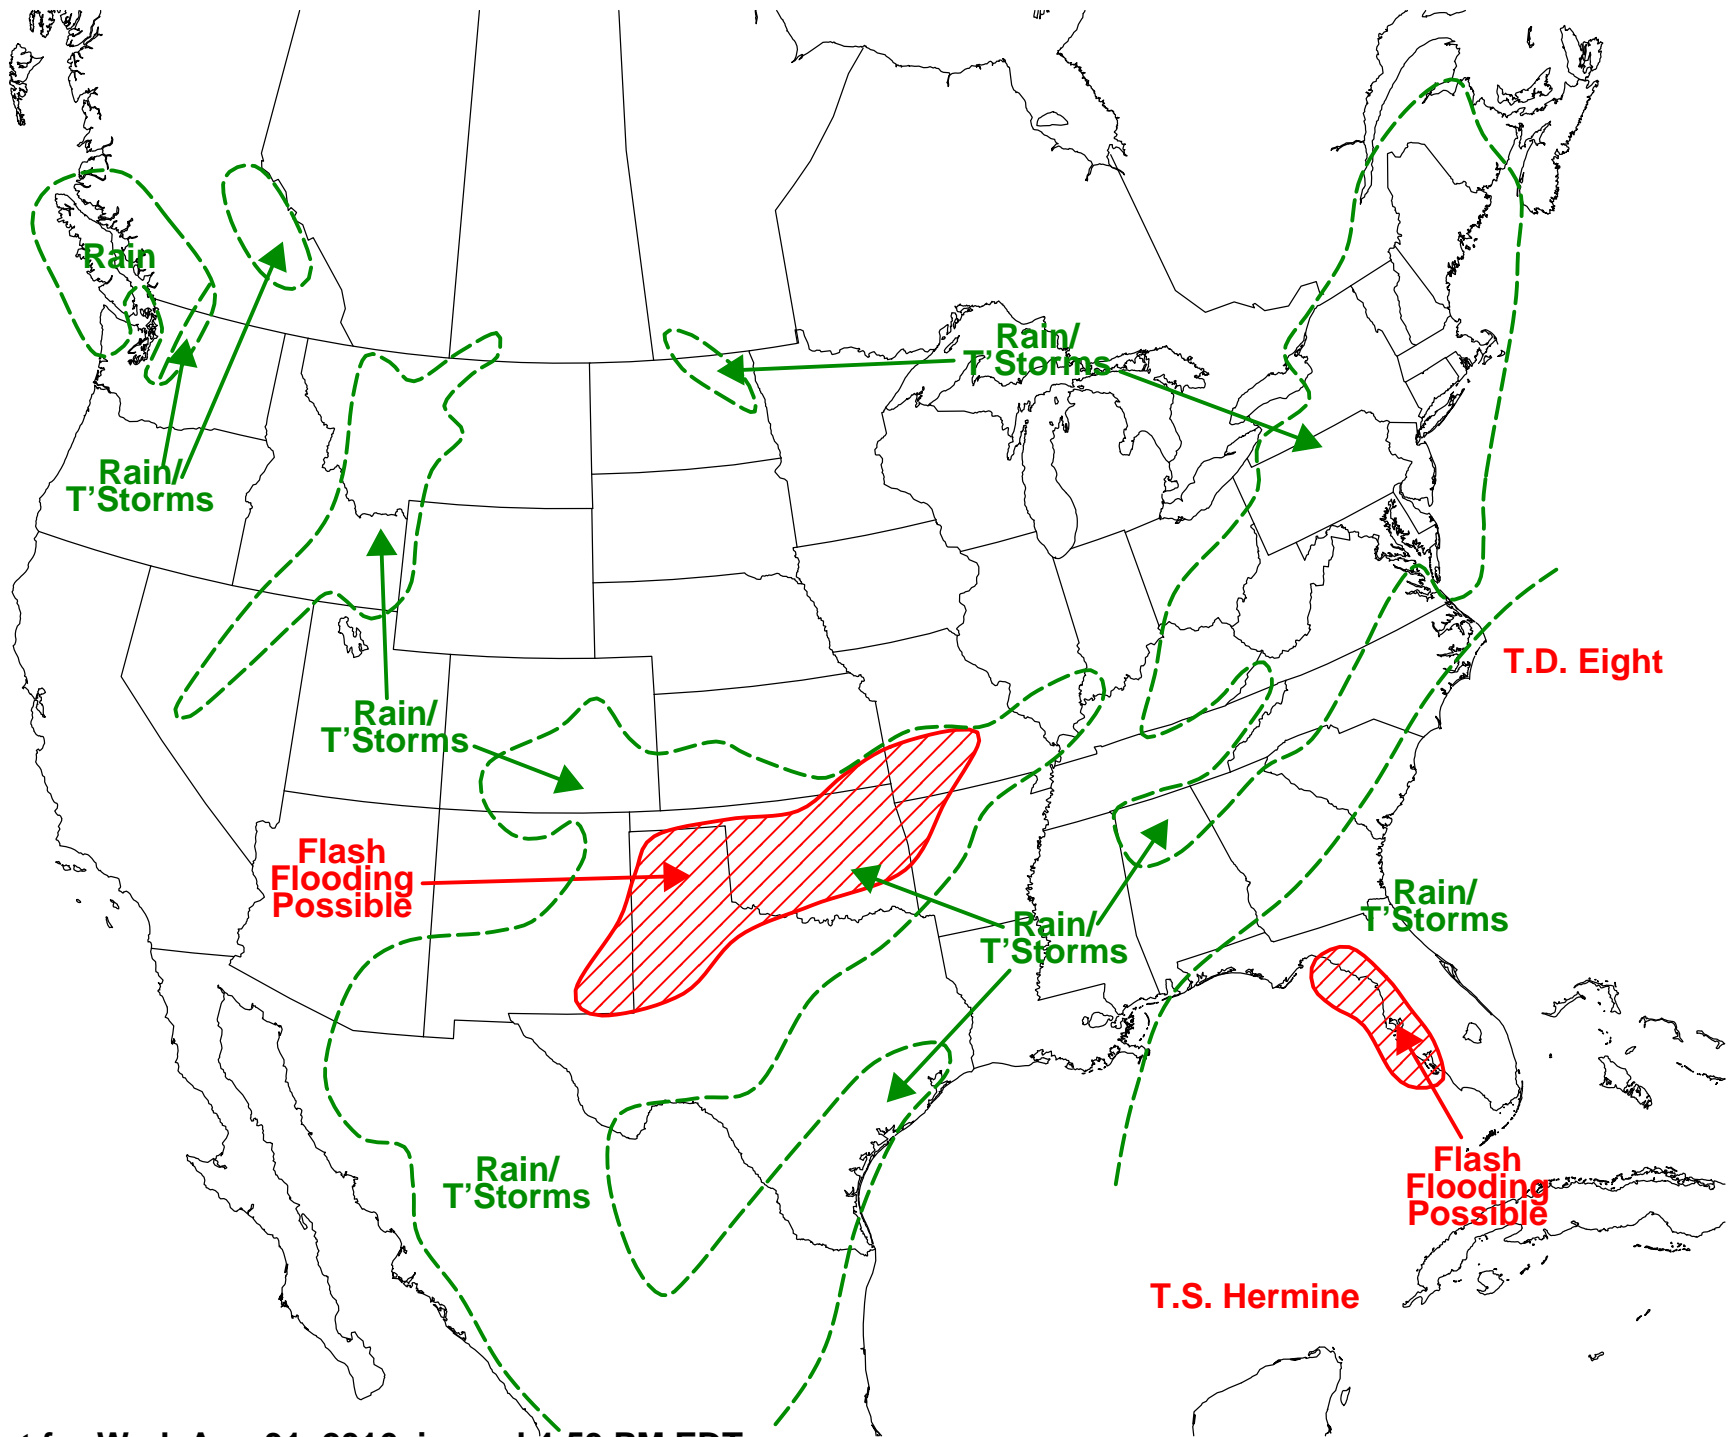 Rain
Rain/
T'Storms
Rain/
T'Storms
Rain/
T'Storms
T.D. Eight
Flash
Flooding
Possible
Rain/
T'Storms
Rain/
T'Storms
Rain/
T'Storms
Flash
Flooding
Possible
T.S. Hermine